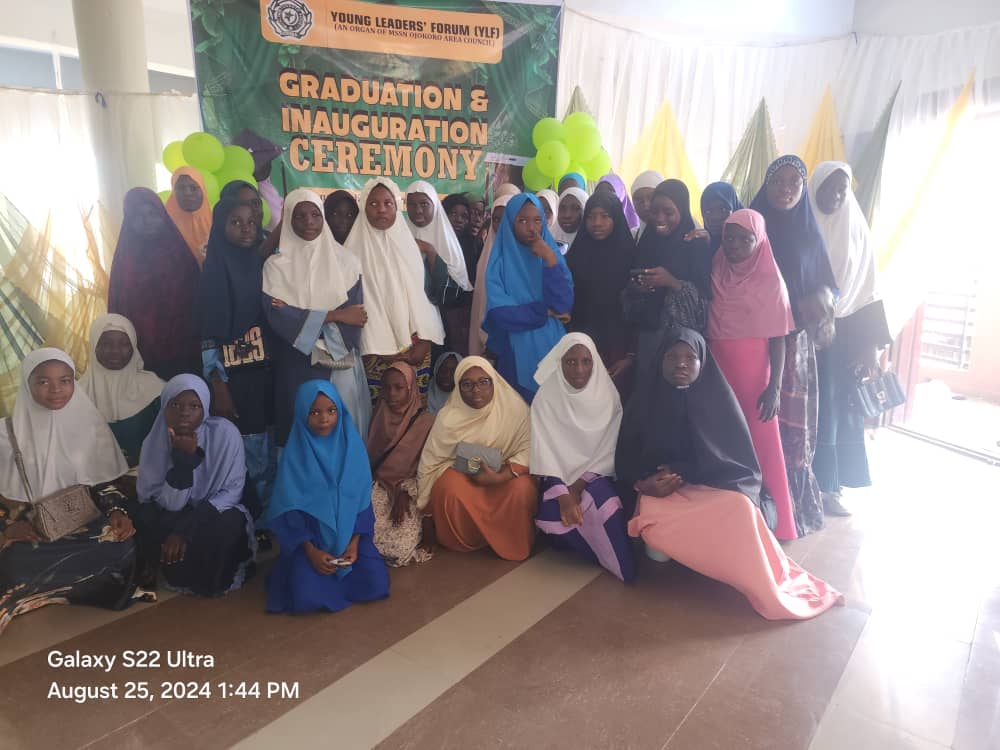 YOUNG LEADERS' FORUM (YLF)
(AN ORGAN OF MSSN OJOKORO AREA COUNCIL)
GRADUATION &
INAUGURATION
CEREMONY
Galaxy S22 Ultra
August 25, 2024 1:44 PM